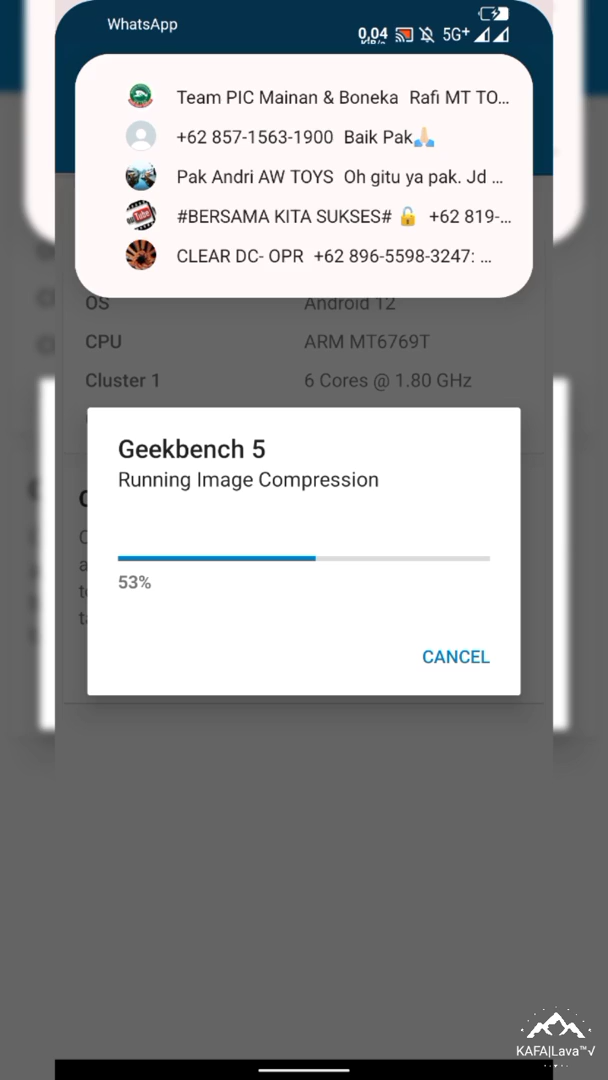 WhatsApp
0,04 5G+
KiB/s
Team PIC Mainan & Boneka Rafi MT TO...
+62 857-1563-1900 Baik Pak🙏🏻
Pak Andri AW TOYS Oh gitu ya pak. Jd ...
#BERSAMA KITA SUKSES# 🔓 +62 819-...
CLEAR DC- OPR +62 896-5598-3247: ...
OS Android 12
CPU ARM MT6769T
Cluster 1 6 Cores @ 1.80 GHz
Geekbench 5
Running Image Compression
53%
CANCEL
KAFA|Lava™√